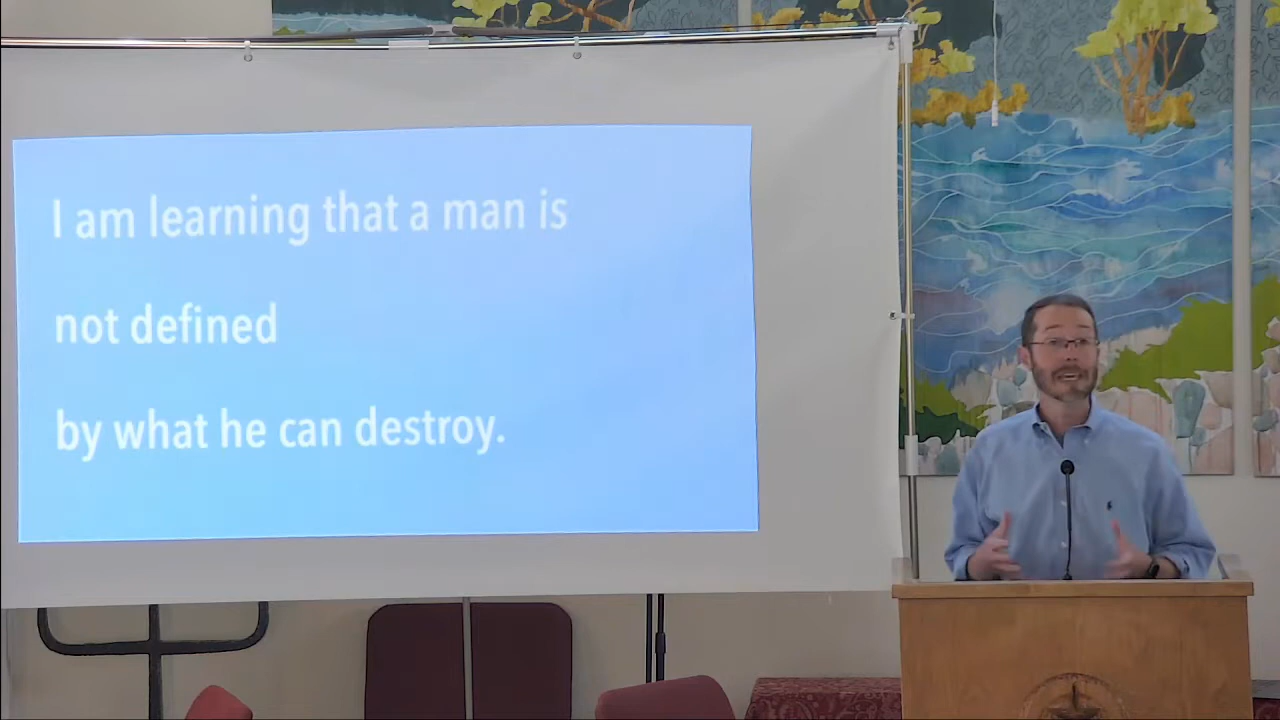 I am learning that a man is
not defined
by what he can destroy.